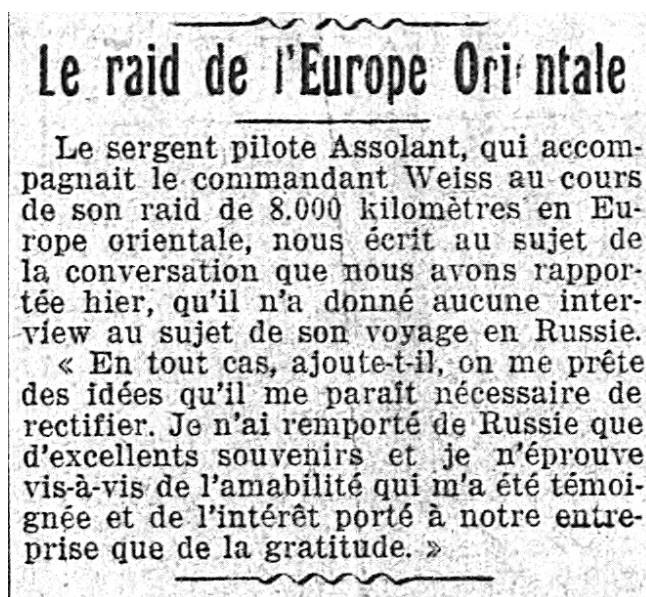 Le raid de l'Europe Ori ntale
Le sergent pilote Assolant, qui accom-
pagnait le commandant Weiss au cours
de son raid de 8.000 kilomètres en Eu-
rope orientale, nous écrit au sujet de
la conversation que nous avons rappor-
tée hier, qu'il n'a donné aucune inter-
view au sujet de son voyage en Russie.
« En tout cas, ajoute-t-il, on me prête
des idées qu'il me paraît nécessaire de
rectifier. Je n'ai remporté de Russie que
d'excellents souvenirs et je n'éprouve
vis-à-vis de l'amabilité qui m'a été témoi-
gnée et de l'intérêt porté à notre entre-
prise que de la gratitude. »